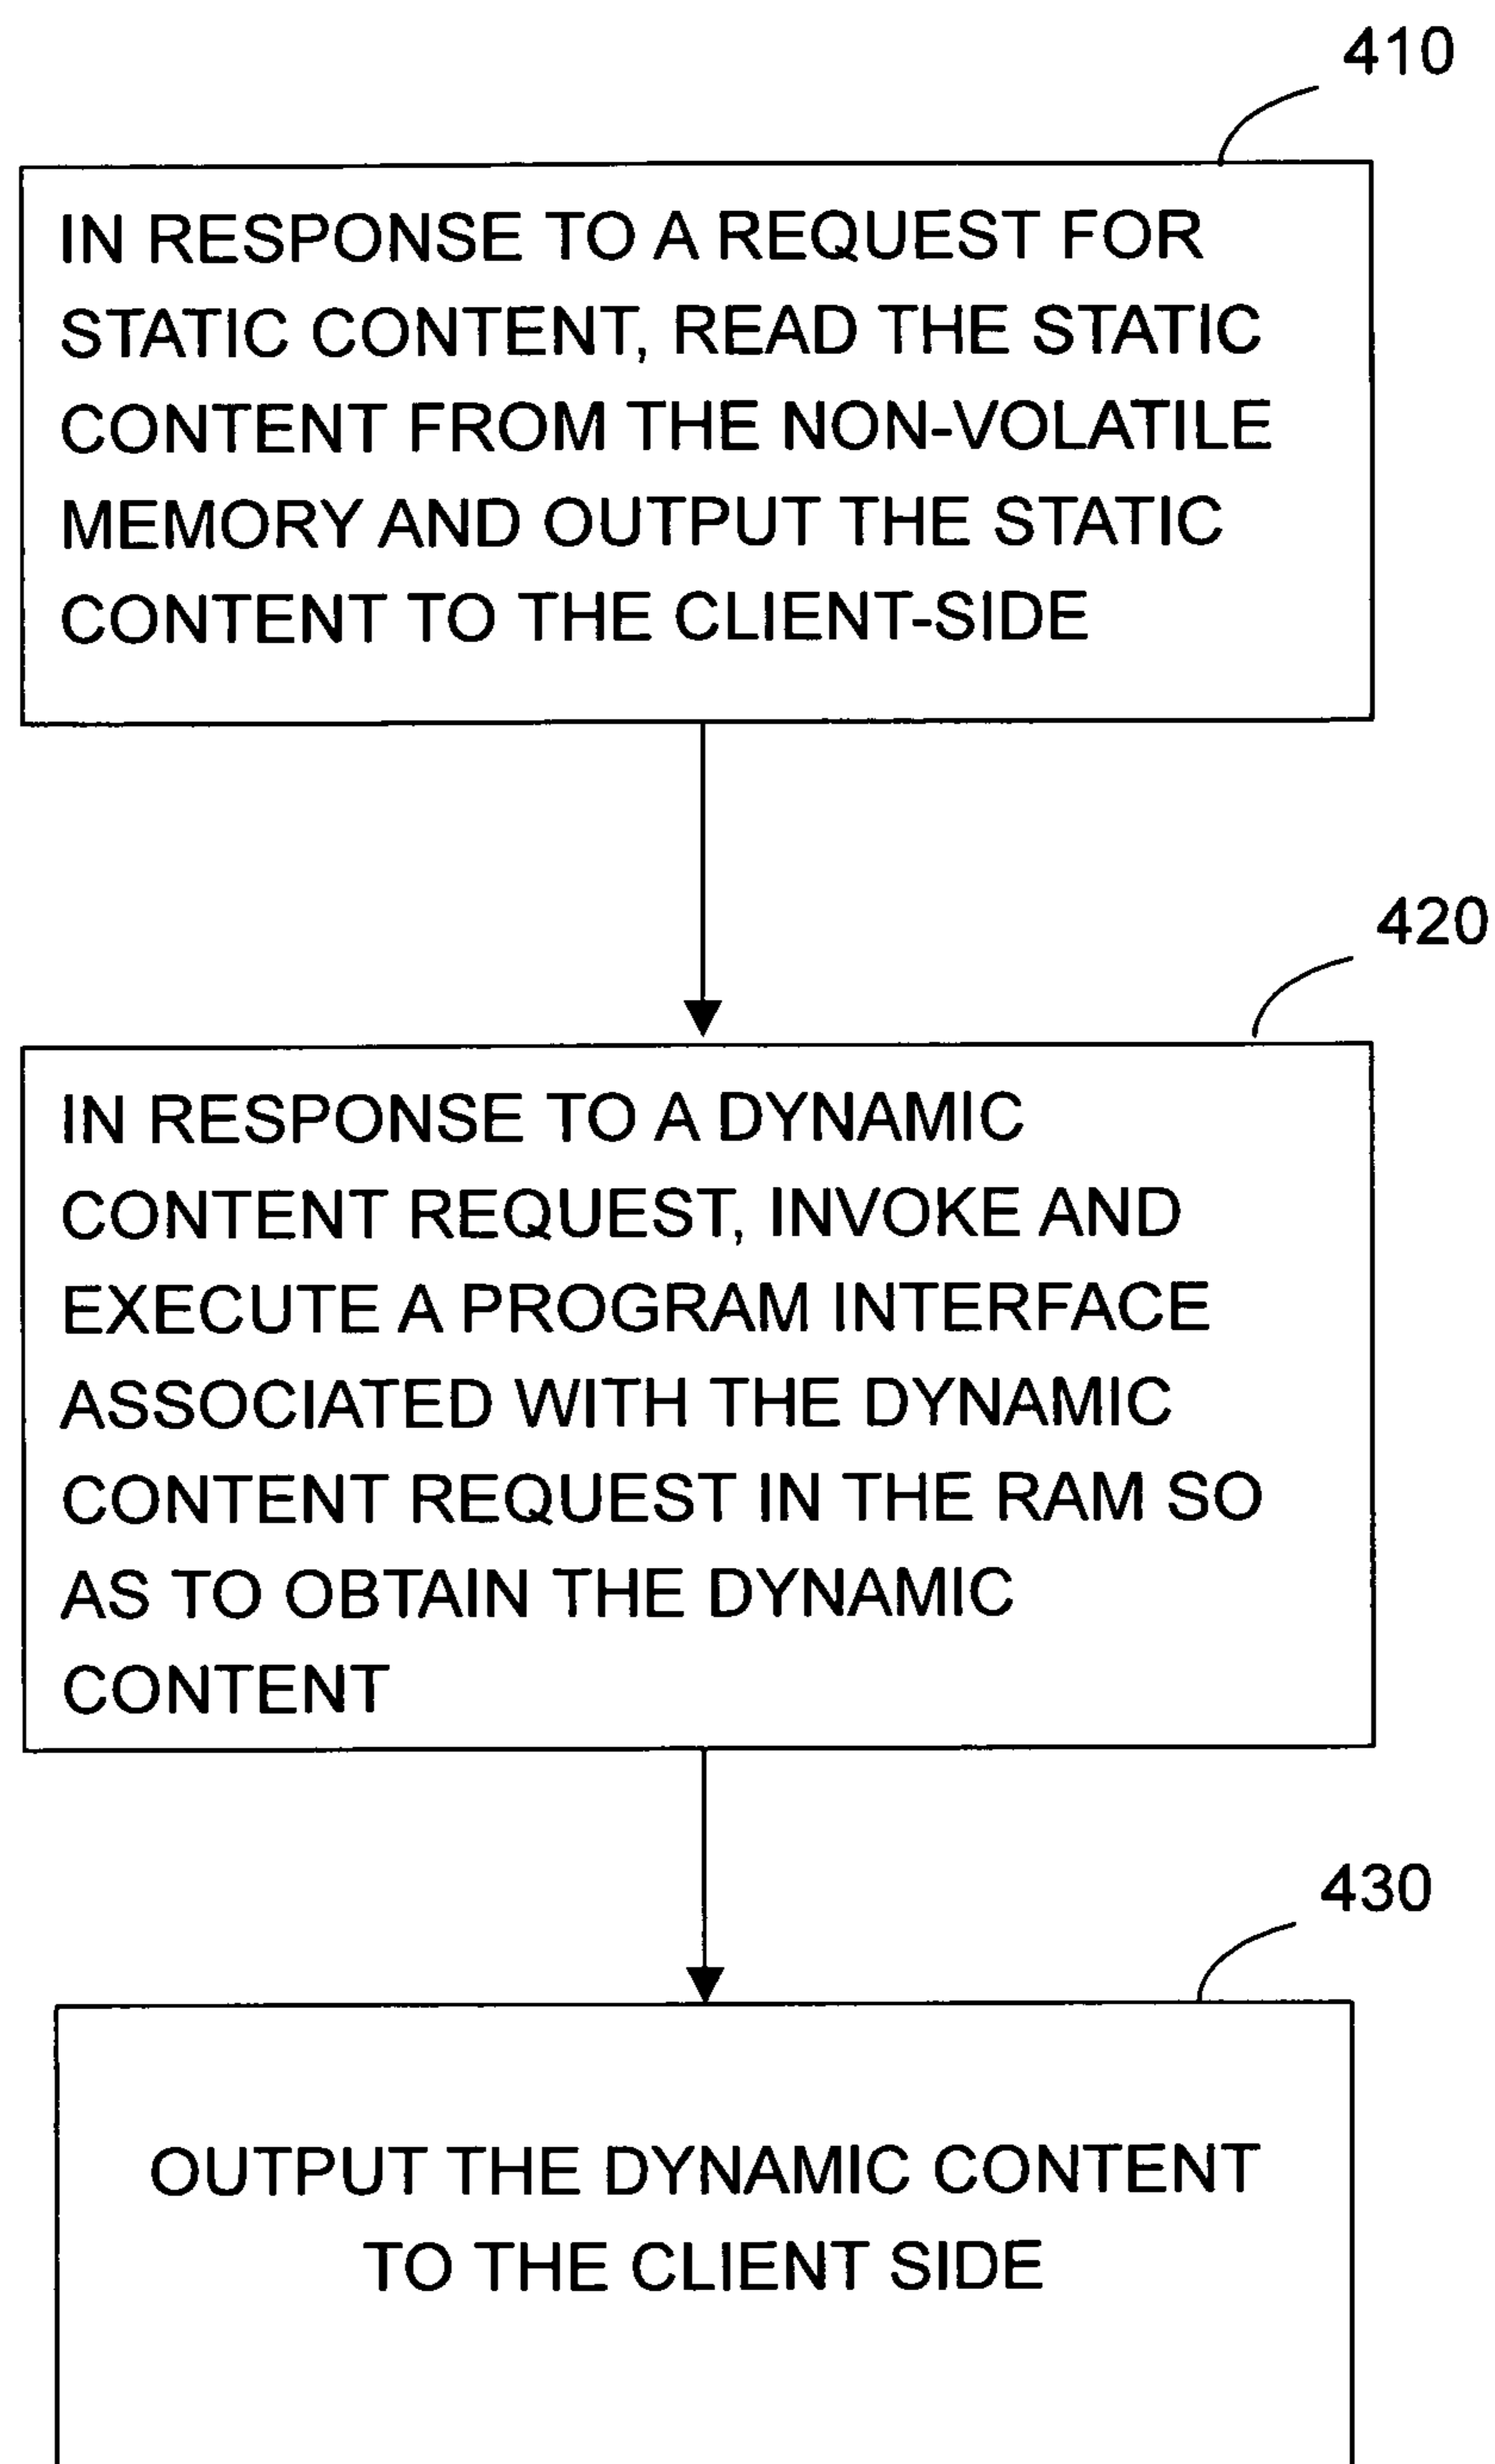 410
IN RESPONSE TO A REQUEST FOR
STATIC CONTENT, READ THE STATIC
CONTENT FROM THE NON-VOLATILE
MEMORY AND OUTPUT THE STATIC
CONTENT TO THE CLIENT-SIDE
420
IN RESPONSE TO A DYNAMIC
CONTENT REQUEST, INVOKE AND
EXECUTE A PROGRAM INTERFACE
ASSOCIATED WITH THE DYNAMIC
CONTENT REQUEST IN THE RAM SO
AS TO OBTAIN THE DYNAMIC
CONTENT
430
OUTPUT THE DYNAMIC CONTENT
TO THE CLIENT SIDE